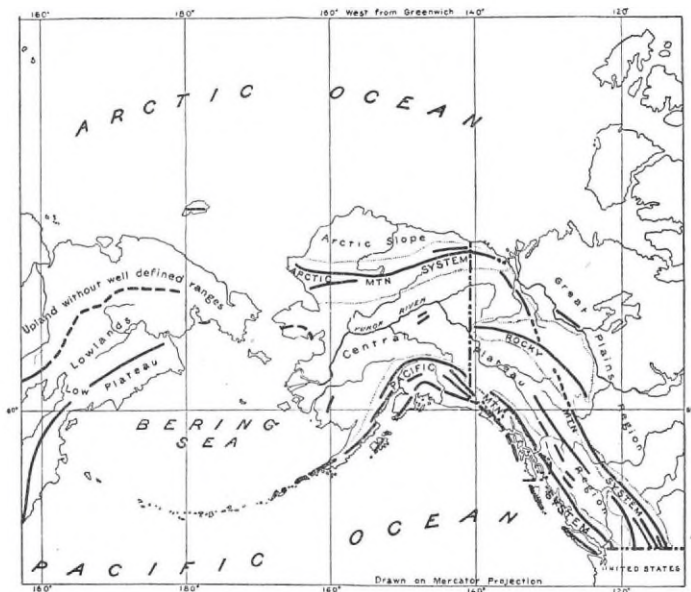 160° 180° 160° West from Greenwich 140° 120°
ARCTIC OCEAN
Arctic Slope
ARCTIC MTN SYSTEM
Upland without well defined ranges
Great Plains Region
YUKON RIVER
Lowlands
Central Plateau Region
ROCKY MTN SYSTEM
Low Plateau
PACIFIC MTN SYSTEM
60°
BERING SEA
PACIFIC OCEAN
UNITED STATES
Drawn on Mercator Projection
160° 180° 160° 140° 120°